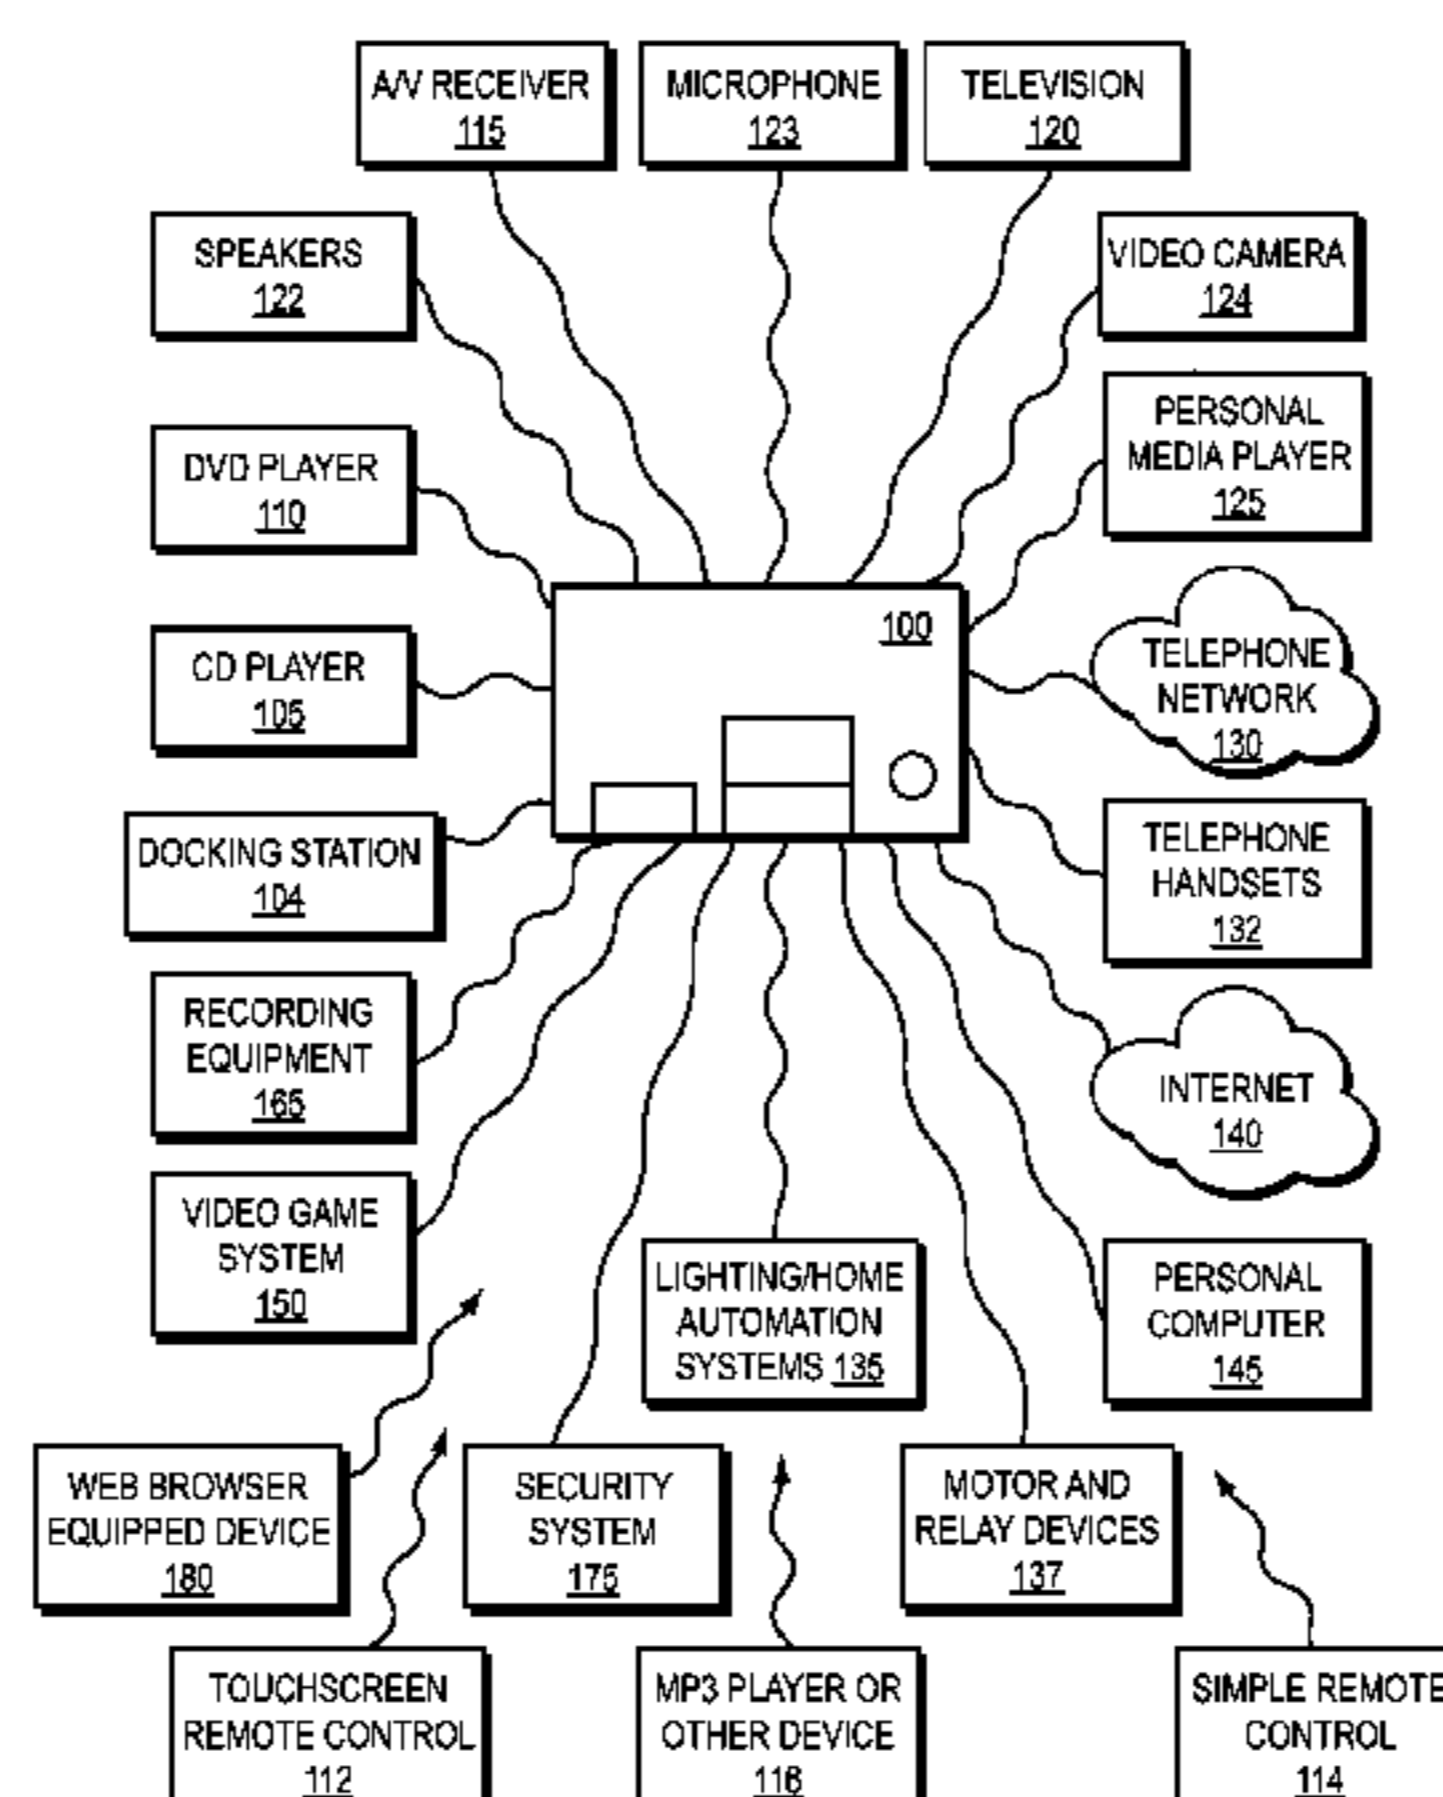 A/V RECEIVER
115
MICROPHONE
123
TELEVISION
120
SPEAKERS
122
VIDEO CAMERA
124
DVD PLAYER
110
PERSONAL
MEDIA PLAYER
125
100
CD PLAYER
105
TELEPHONE
NETWORK
130
DOCKING STATION
104
TELEPHONE
HANDSETS
132
RECORDING
EQUIPMENT
165
INTERNET
140
VIDEO GAME
SYSTEM
150
LIGHTING/HOME
AUTOMATION
SYSTEMS 135
PERSONAL
COMPUTER
145
WEB BROWSER
EQUIPPED DEVICE
180
SECURITY
SYSTEM
175
MOTOR AND
RELAY DEVICES
137
TOUCHSCREEN
REMOTE CONTROL
112
MP3 PLAYER OR
OTHER DEVICE
116
SIMPLE REMOTE
CONTROL
114